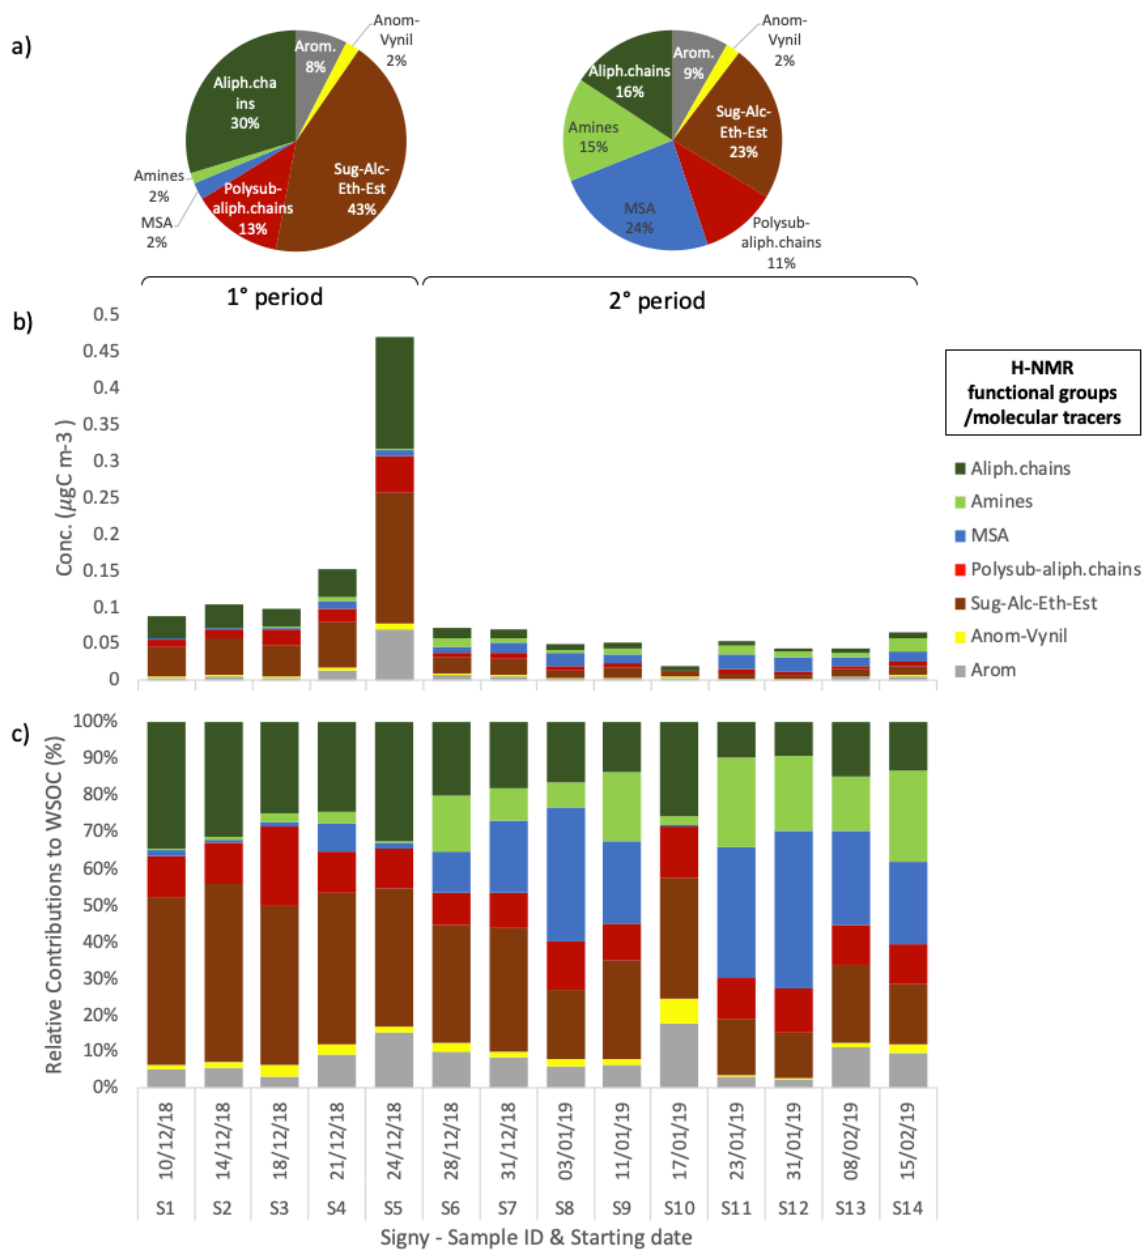 a)
Arom.
8%
Anom-
Vynil
2%
Aliph.cha
ins
30%
Amines
2%
MSA
2%
Polysub-
aliph.chains
13%
Sug-Alc-
Eth-Est
43%
Arom.
9%
Anom-
Vynil
2%
Aliph.chains
16%
Amines
15%
Sug-Alc-
Eth-Est
23%
MSA
24%
Polysub-
aliph.chains
11%
1° period
2° period
b)
Conc. (µgC m-3 )
0.5
0.45
0.4
0.35
0.3
0.25
0.2
0.15
0.1
0.05
0
H-NMR
functional groups
/molecular tracers
Aliph.chains
Amines
MSA
Polysub-aliph.chains
Sug-Alc-Eth-Est
Anom-Vynil
Arom
c)
Relative Contributions to WSOC (%)
100%
90%
80%
70%
60%
50%
40%
30%
20%
10%
0%
10/12/18
14/12/18
18/12/18
21/12/18
24/12/18
28/12/18
31/12/18
03/01/19
11/01/19
17/01/19
23/01/19
31/01/19
08/02/19
15/02/19
S1 S2 S3 S4 S5 S6 S7 S8 S9 S10 S11 S12 S13 S14
Signy - Sample ID & Starting date